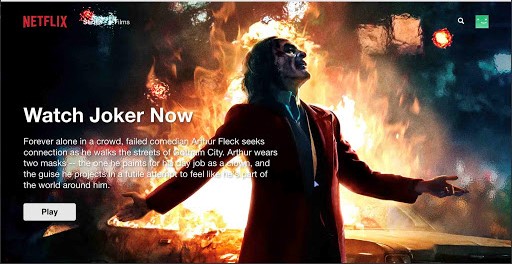 NETFLIX
Films
Watch Joker Now
Forever alone in a crowd, failed comedian Arthur Fleck seeks
connection as he walks the streets of Gotham City. Arthur wears
two masks -- the one he paints for his day job as a clown, and
the guise he projects in a futile attempt to feel like he's part of
the world around him.
Play